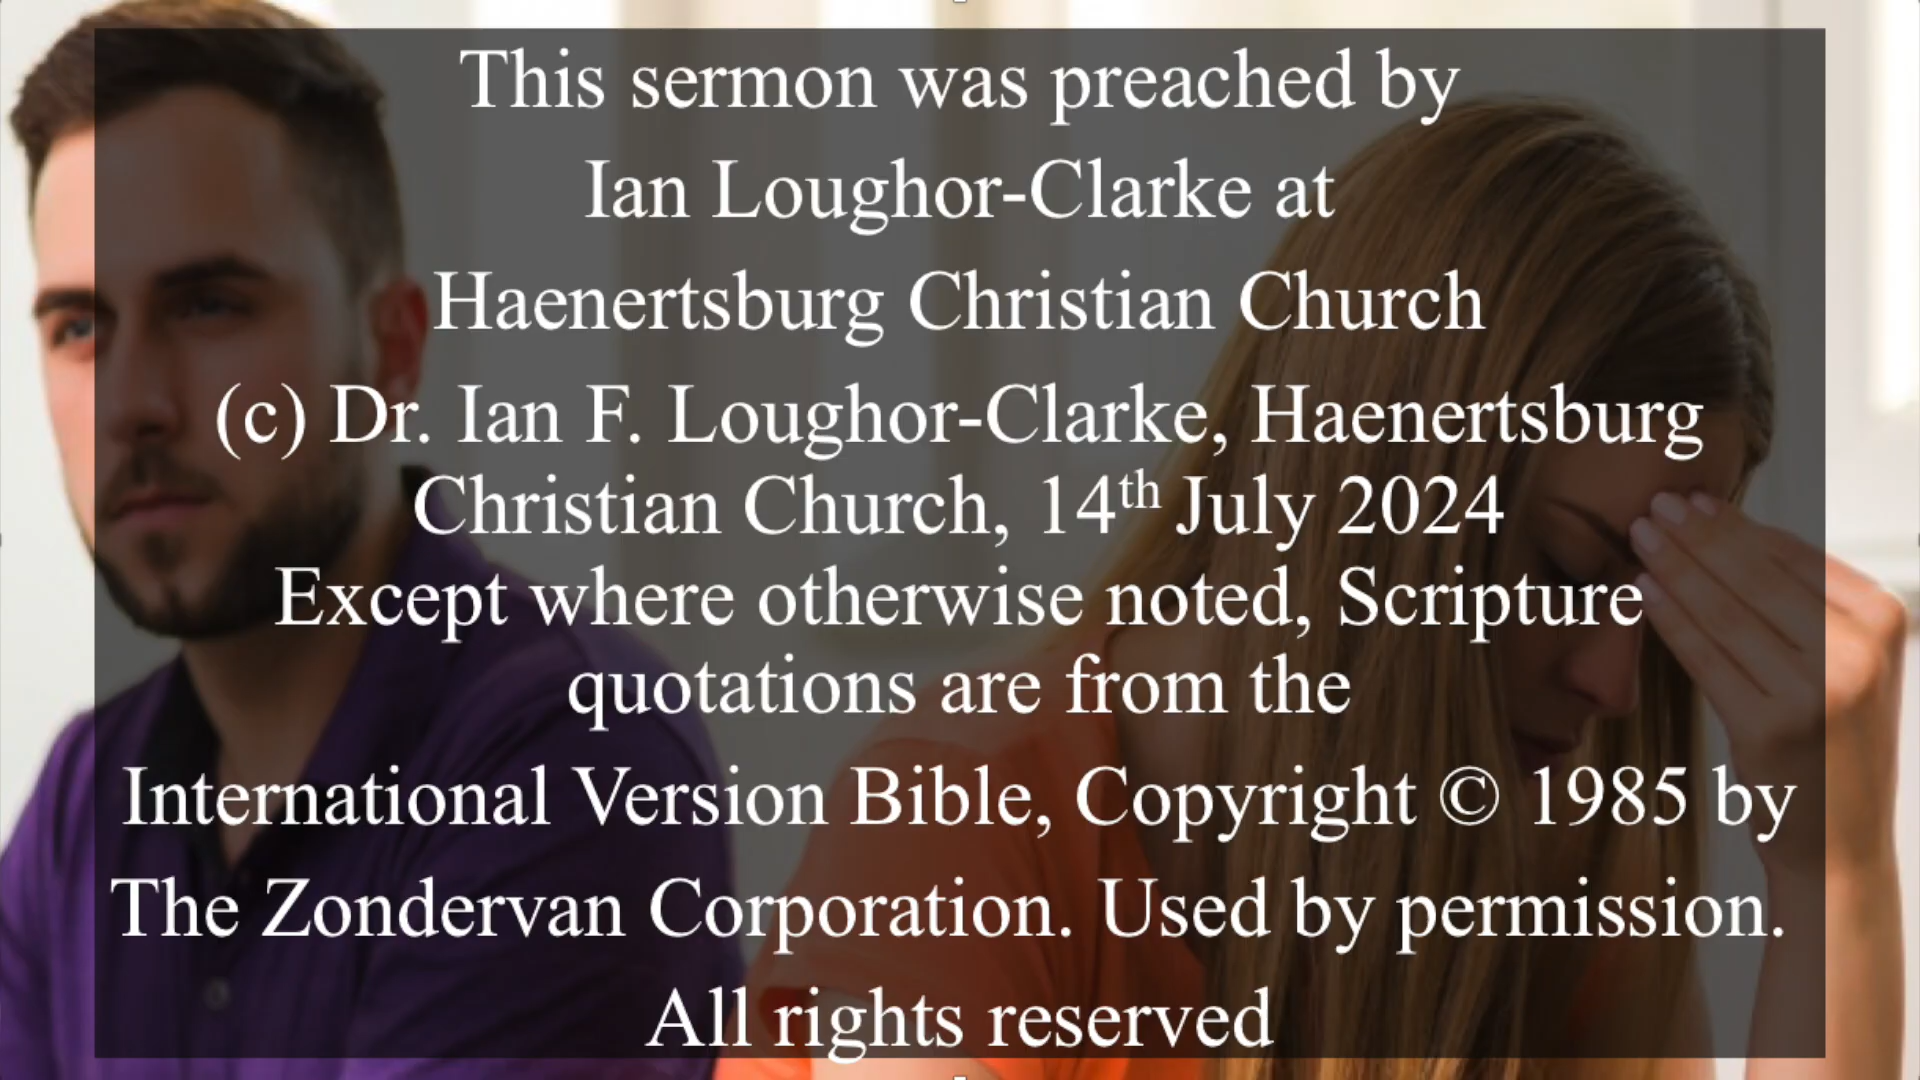 This sermon was preached by
Ian Loughor-Clarke at
Haenertsburg Christian Church
(c) Dr. Ian F. Loughor-Clarke, Haenertsburg
Christian Church, 14th July 2024
Except where otherwise noted, Scripture
quotations are from the
International Version Bible, Copyright © 1985 by
The Zondervan Corporation. Used by permission.
All rights reserved